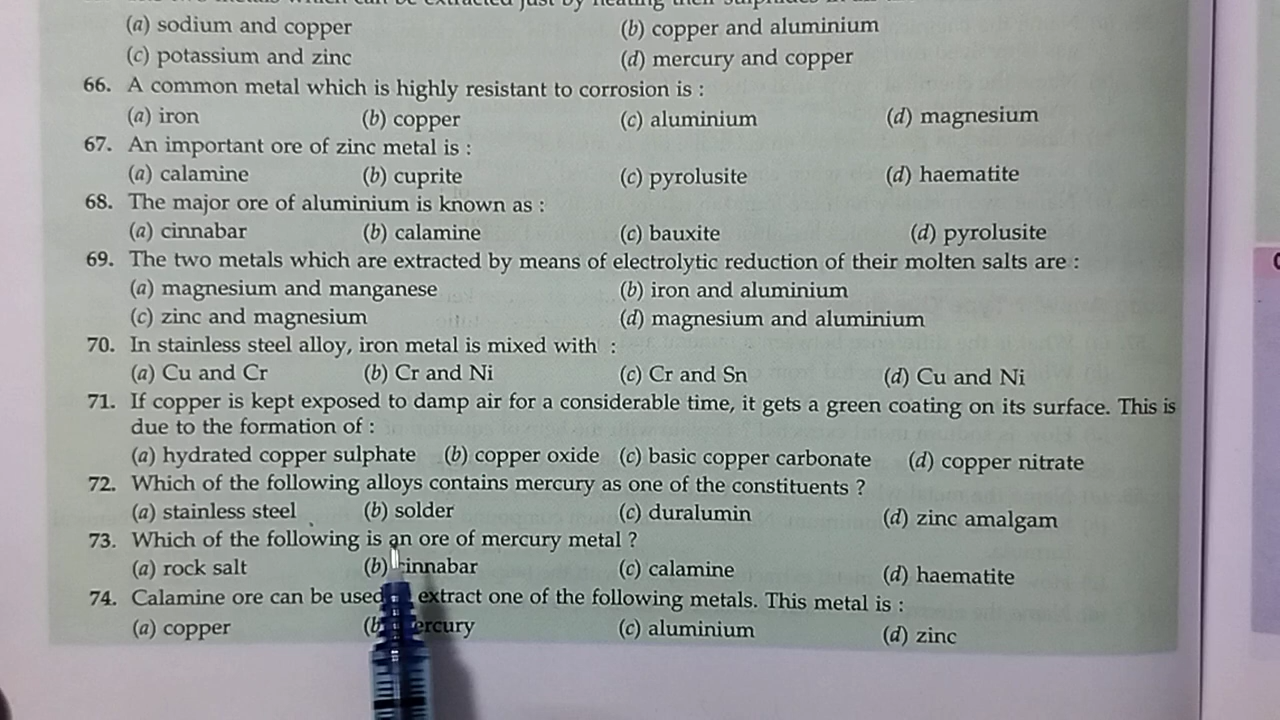 (a) sodium and copper (b) copper and aluminium
(c) potassium and zinc (d) mercury and copper
66. A common metal which is highly resistant to corrosion is :
(a) iron (b) copper (c) aluminium (d) magnesium
67. An important ore of zinc metal is :
(a) calamine (b) cuprite (c) pyrolusite (d) haematite
68. The major ore of aluminium is known as :
(a) cinnabar (b) calamine (c) bauxite (d) pyrolusite
69. The two metals which are extracted by means of electrolytic reduction of their molten salts are :
(a) magnesium and manganese (b) iron and aluminium
(c) zinc and magnesium (d) magnesium and aluminium
70. In stainless steel alloy, iron metal is mixed with :
(a) Cu and Cr (b) Cr and Ni (c) Cr and Sn (d) Cu and Ni
71. If copper is kept exposed to damp air for a considerable time, it gets a green coating on its surface. This is
due to the formation of :
(a) hydrated copper sulphate (b) copper oxide (c) basic copper carbonate (d) copper nitrate
72. Which of the following alloys contains mercury as one of the constituents ?
(a) stainless steel (b) solder (c) duralumin (d) zinc amalgam
73. Which of the following is an ore of mercury metal ?
(a) rock salt (b) cinnabar (c) calamine (d) haematite
74. Calamine ore can be used extract one of the following metals. This metal is :
(a) copper (b) mercury (c) aluminium (d) zinc